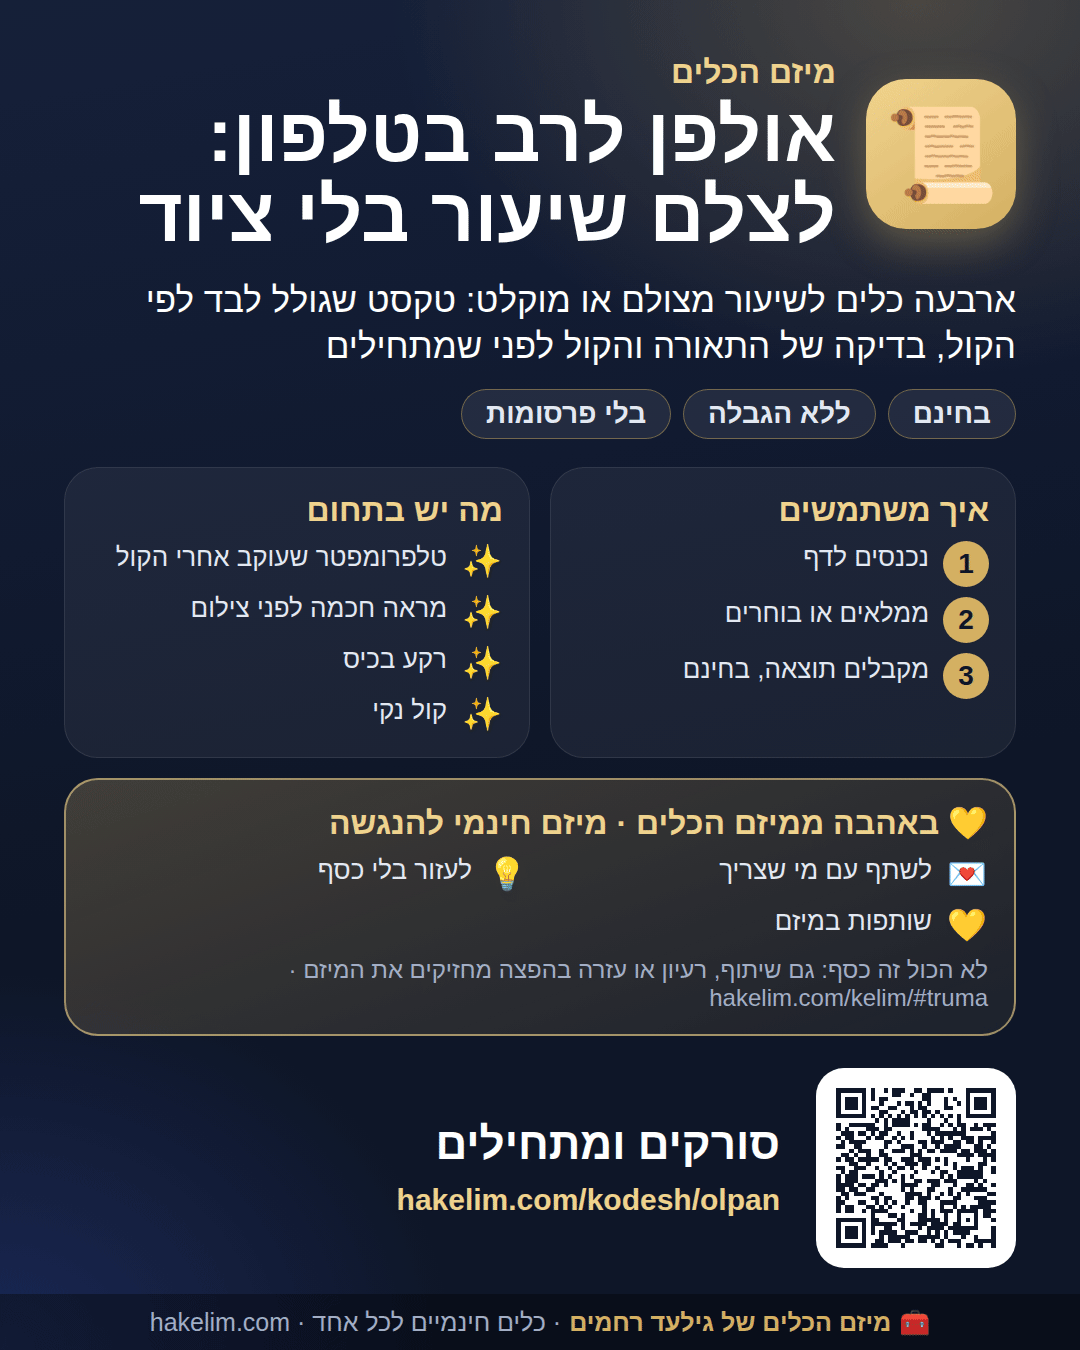 מיזם הכלים
אולפן לרב בטלפון:
לצלם שיעור בלי ציוד
ארבעה כלים לשיעור מצולם או מוקלט: טקסט שגולל לבד לפי
הקול, בדיקה של התאורה והקול לפני שמתחילים
בחינם
ללא הגבלה
בלי פרסומות
איך משתמשים
1 נכנסים לדף
2 ממלאים או בוחרים
3 מקבלים תוצאה, בחינם
מה יש בתחום
טלפרומפטר שעוקב אחרי הקול
מראה חכמה לפני צילום
רקע בכיס
קול נקי
באהבה ממיזם הכלים · מיזם חינמי להנגשה
לשתף עם מי שצריך
לעזור בלי כסף
שותפות במיזם
לא הכול זה כסף: גם שיתוף, רעיון או עזרה בהפצה מחזיקים את המיזם ·
hakelim.com/kelim/#truma
סורקים ומתחילים
hakelim.com/kodesh/olpan
מיזם הכלים של גילעד רחמים · כלים חינמיים לכל אחד · hakelim.com